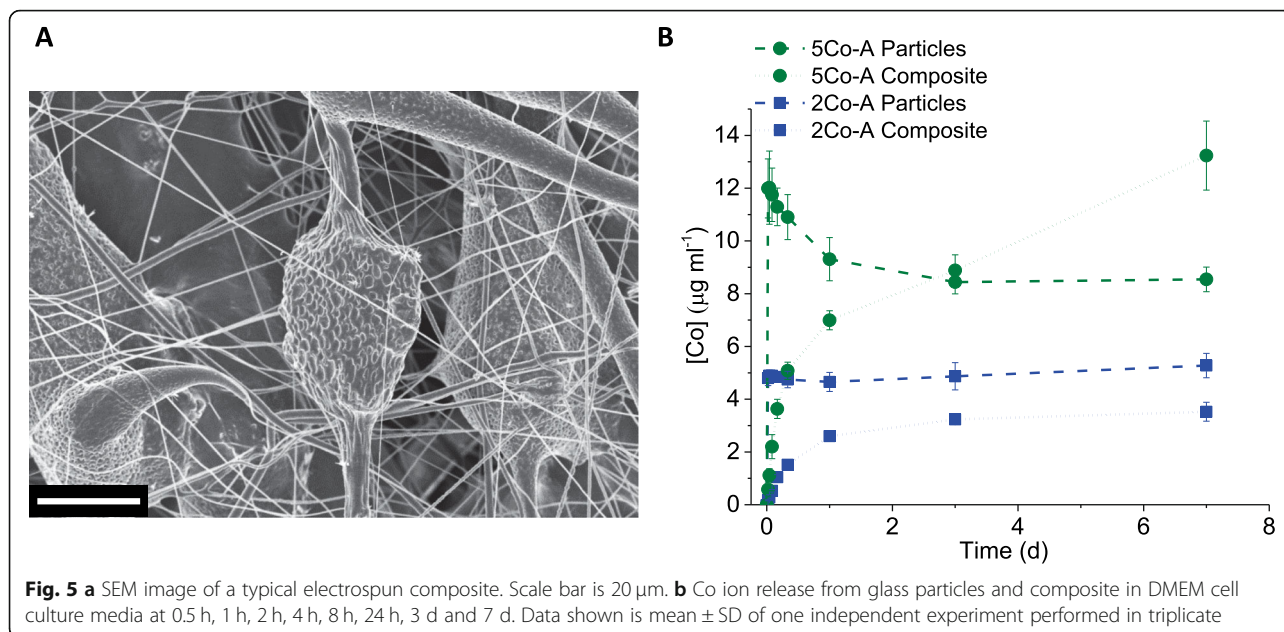 A
B
5Co-A Particles
5Co-A Composite
2Co-A Particles
2Co-A Composite
14
12
10
8
6
4
2
0
[Co] (μg ml⁻¹)
0
2
4
6
8
Time (d)
Fig. 5 a SEM image of a typical electrospun composite. Scale bar is 20 μm. b Co ion release from glass particles and composite in DMEM cell
culture media at 0.5 h, 1 h, 2 h, 4 h, 8 h, 24 h, 3 d and 7 d. Data shown is mean ± SD of one independent experiment performed in triplicate